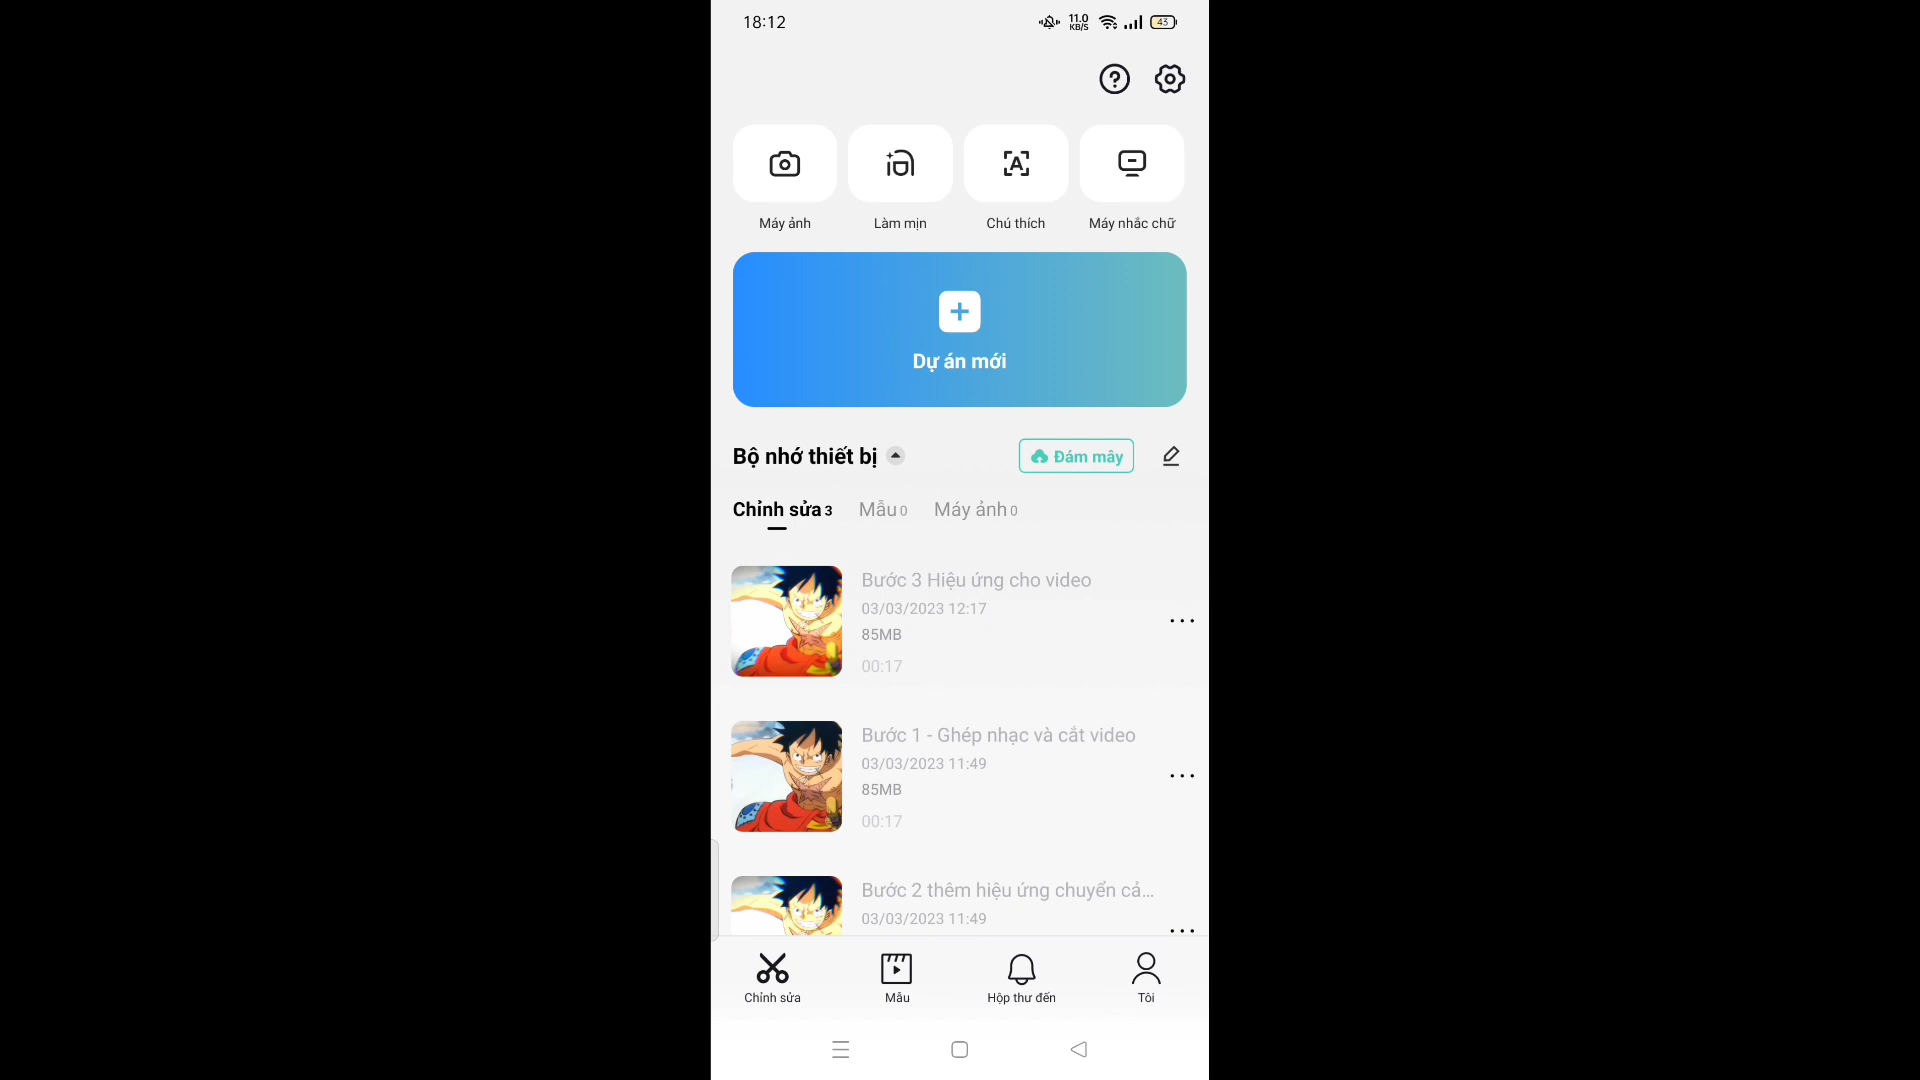 18:12
11.0
KB/S
43
Máy ảnh
Làm mịn
Chú thích
Máy nhắc chữ
Dự án mới
Bộ nhớ thiết bị
Đám mây
Chỉnh sửa 3
Mẫu 0
Máy ảnh 0
Bước 3 Hiệu ứng cho video
03/03/2023 12:17
85MB
00:17
Bước 1 - Ghép nhạc và cắt video
03/03/2023 11:49
85MB
00:17
Bước 2 thêm hiệu ứng chuyển cả...
03/03/2023 11:49
Chỉnh sửa
Mẫu
Hộp thư đến
Tôi